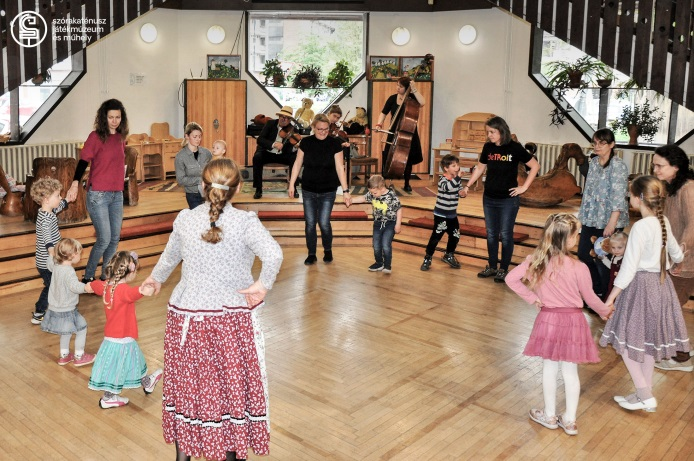 szórakaténusz
játékmúzeum
és műhely
DETROIT